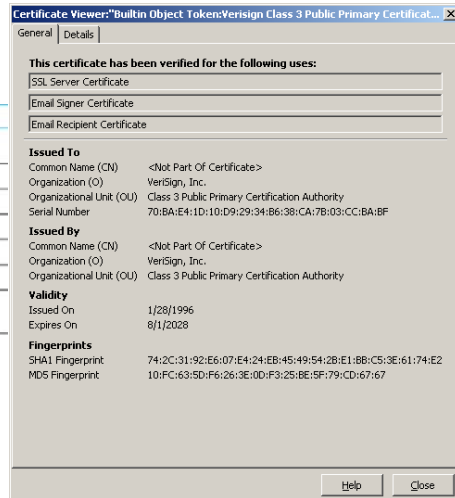 Certificate Viewer:"Builtin Object Token:Verisign Class 3 Public Primary Certificat...
General Details
This certificate has been verified for the following uses:
SSL Server Certificate
Email Signer Certificate
Email Recipient Certificate
Issued To
Common Name (CN) <Not Part Of Certificate>
Organization (O) VeriSign, Inc.
Organizational Unit (OU) Class 3 Public Primary Certification Authority
Serial Number 70:BA:E4:1D:10:D9:29:34:B6:38:CA:7B:03:CC:BA:BF
Issued By
Common Name (CN) <Not Part Of Certificate>
Organization (O) VeriSign, Inc.
Organizational Unit (OU) Class 3 Public Primary Certification Authority
Validity
Issued On 1/28/1996
Expires On 8/1/2028
Fingerprints
SHA1 Fingerprint 74:2C:31:92:E6:07:E4:24:EB:45:49:54:2B:E1:BB:C5:3E:61:74:E2
MD5 Fingerprint 10:FC:63:5D:F6:26:3E:0D:F3:25:BE:5F:79:CD:67:67
Help Close